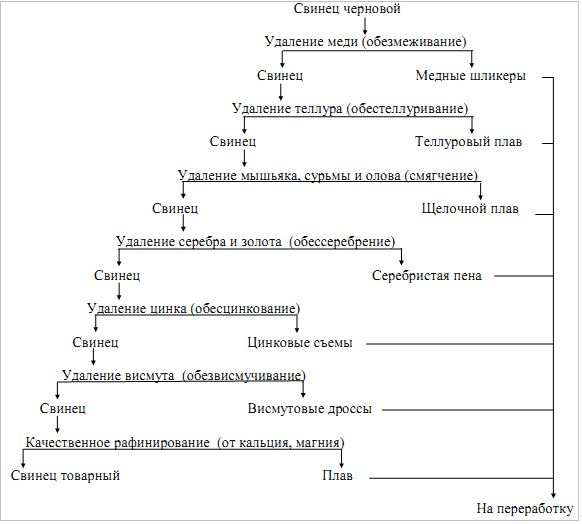 Свинец черновой
Удаление меди (обезмеживание)
Свинец Медные шликеры
Удаление теллура (обестеллуривание)
Свинец Теллуровый плав
Удаление мышьяка, сурьмы и олова (смягчение)
Свинец Щелочной плав
Удаление серебра и золота (обессеребрение)
Свинец Серебристая пена
Удаление цинка (обесцинкование)
Свинец Цинковые съемы
Удаление висмута (обезвисмучивание)
Свинец Висмутовые дроссы
Качественное рафинирование (от кальция, магния)
Свинец товарный Плав
На переработку